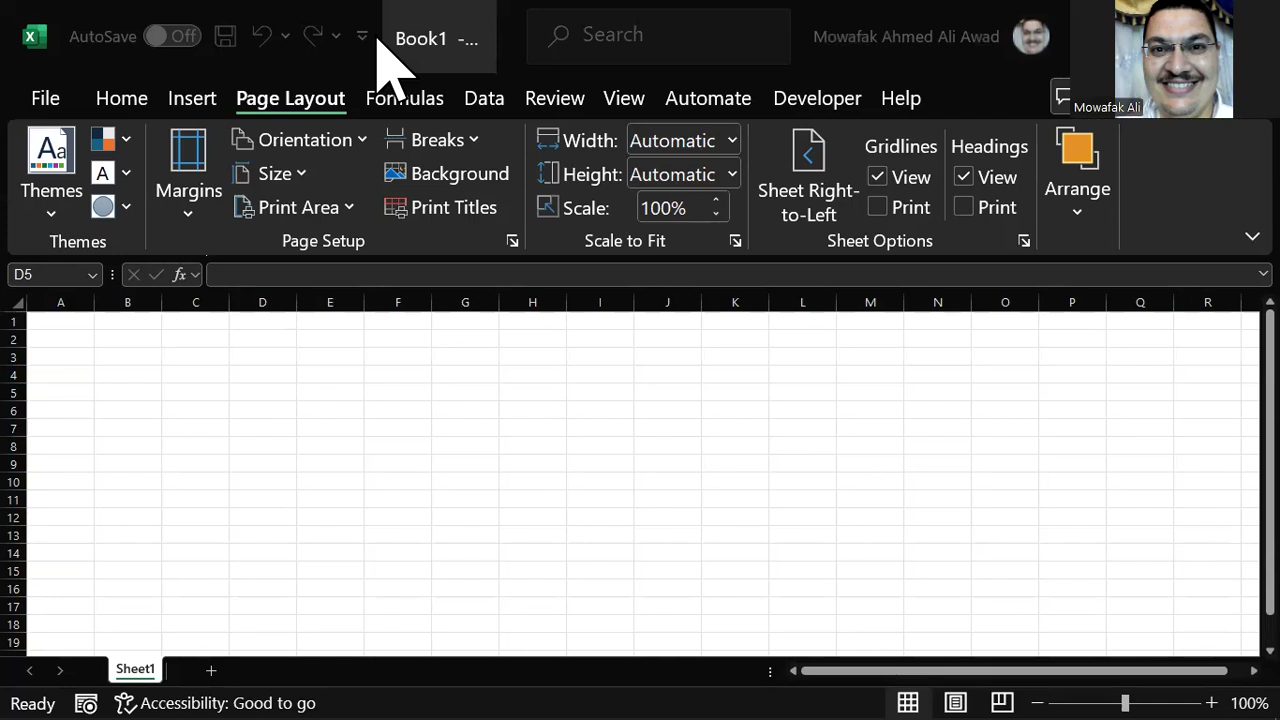 AutoSave Off Book1 -... Search Mowafak Ahmed Ali Awad
File Home Insert Page Layout Formulas Data Review View Automate Developer Help
Mowafak Ali
Themes
Margins
Orientation
Size
Print Area
Breaks
Background
Print Titles
Width: Automatic
Height: Automatic
Scale: 100%
Sheet Right-
to-Left
Gridlines
View
Print
Headings
View
Print
Arrange
Themes Page Setup Scale to Fit Sheet Options
D5 fx
A B C D E F G H I J K L M N O P Q R
1
2
3
4
5
6
7
8
9
10
11
12
13
14
15
16
17
18
19
Sheet1
Ready Accessibility: Good to go 100%